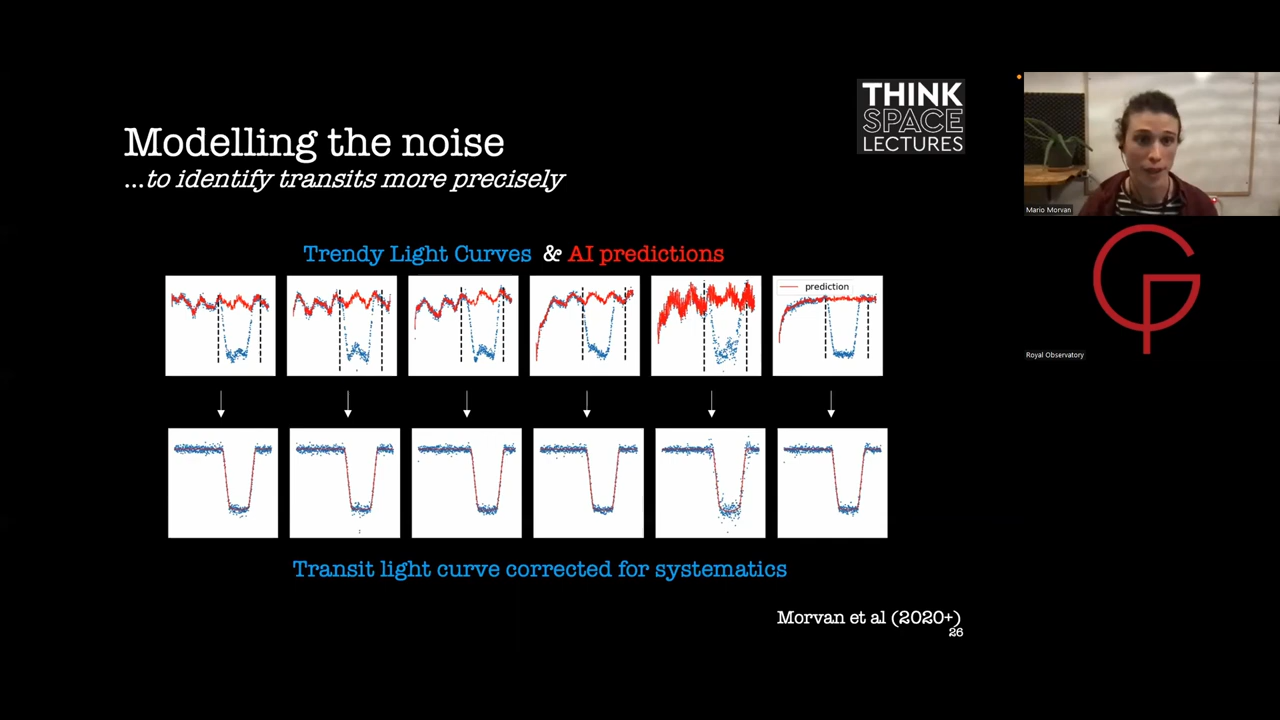 THINK
SPACE
LECTURES
Modelling the noise
...to identify transits more precisely
Mario Morvan
Trendy Light Curves & AI predictions
prediction
Royal Observatory
Transit light curve corrected for systematics
Morvan et al (2020+)
26